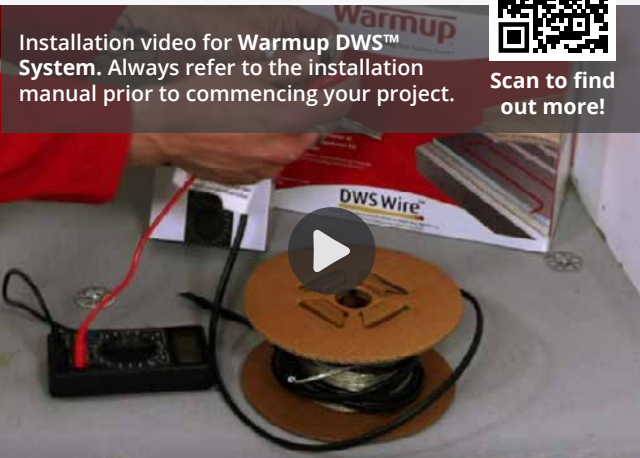 Warmup
Installation video for Warmup DWS™
System. Always refer to the installation
manual prior to commencing your project.
Scan to find
out more!
DWS Wire™